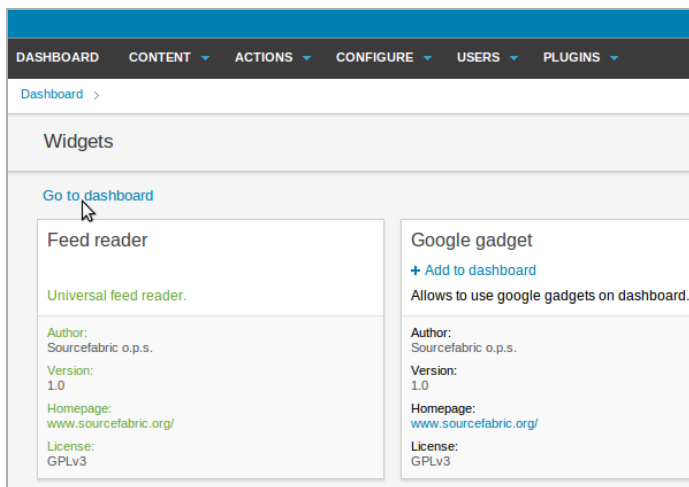 DASHBOARD CONTENT ACTIONS CONFIGURE USERS PLUGINS
Dashboard >
Widgets
Go to dashboard
Feed reader
Universal feed reader.
Author:
Sourcefabric o.p.s.
Version:
1.0
Homepage:
www.sourcefabric.org/
License:
GPLv3
Google gadget
+ Add to dashboard
Allows to use google gadgets on dashboard.
Author:
Sourcefabric o.p.s.
Version:
1.0
Homepage:
www.sourcefabric.org/
License:
GPLv3